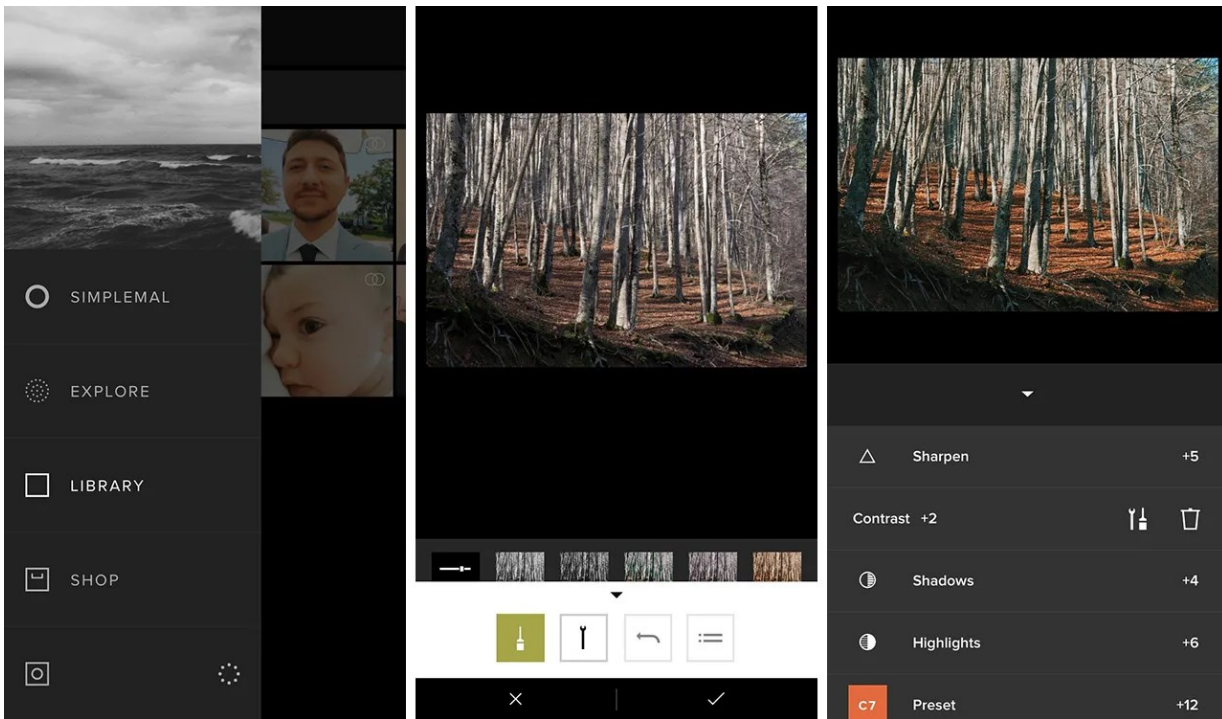 SIMPLEMAL
EXPLORE
LIBRARY
SHOP
Sharpen +5
Contrast +2
Shadows +4
Highlights +6
C7 Preset +12